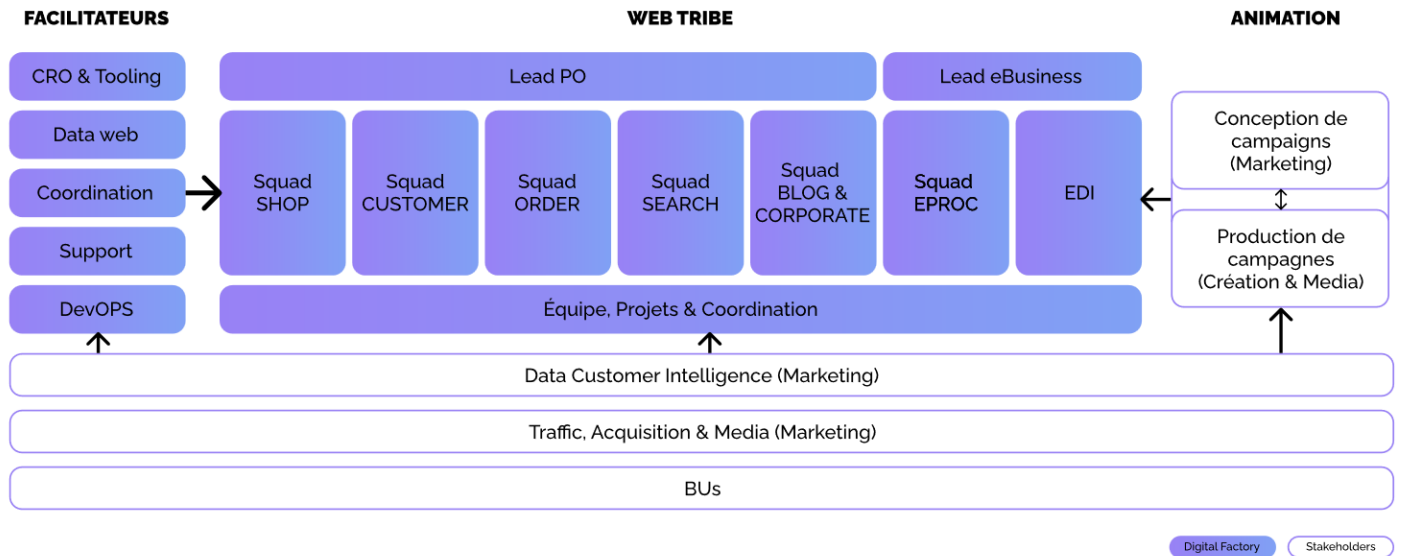 FACILITATEURS
WEB TRIBE
ANIMATION
CRO & Tooling
Data web
Coordination
Support
DevOPS
Lead PO
Lead eBusiness
Squad
SHOP
Squad
CUSTOMER
Squad
ORDER
Squad
SEARCH
Squad
BLOG &
CORPORATE
Squad
EPROC
EDI
Équipe, Projets & Coordination
Conception de
campaigns
(Marketing)
Production de
campagnes
(Création & Media)
Data Customer Intelligence (Marketing)
Traffic, Acquisition & Media (Marketing)
BUs
Digital Factory
Stakeholders